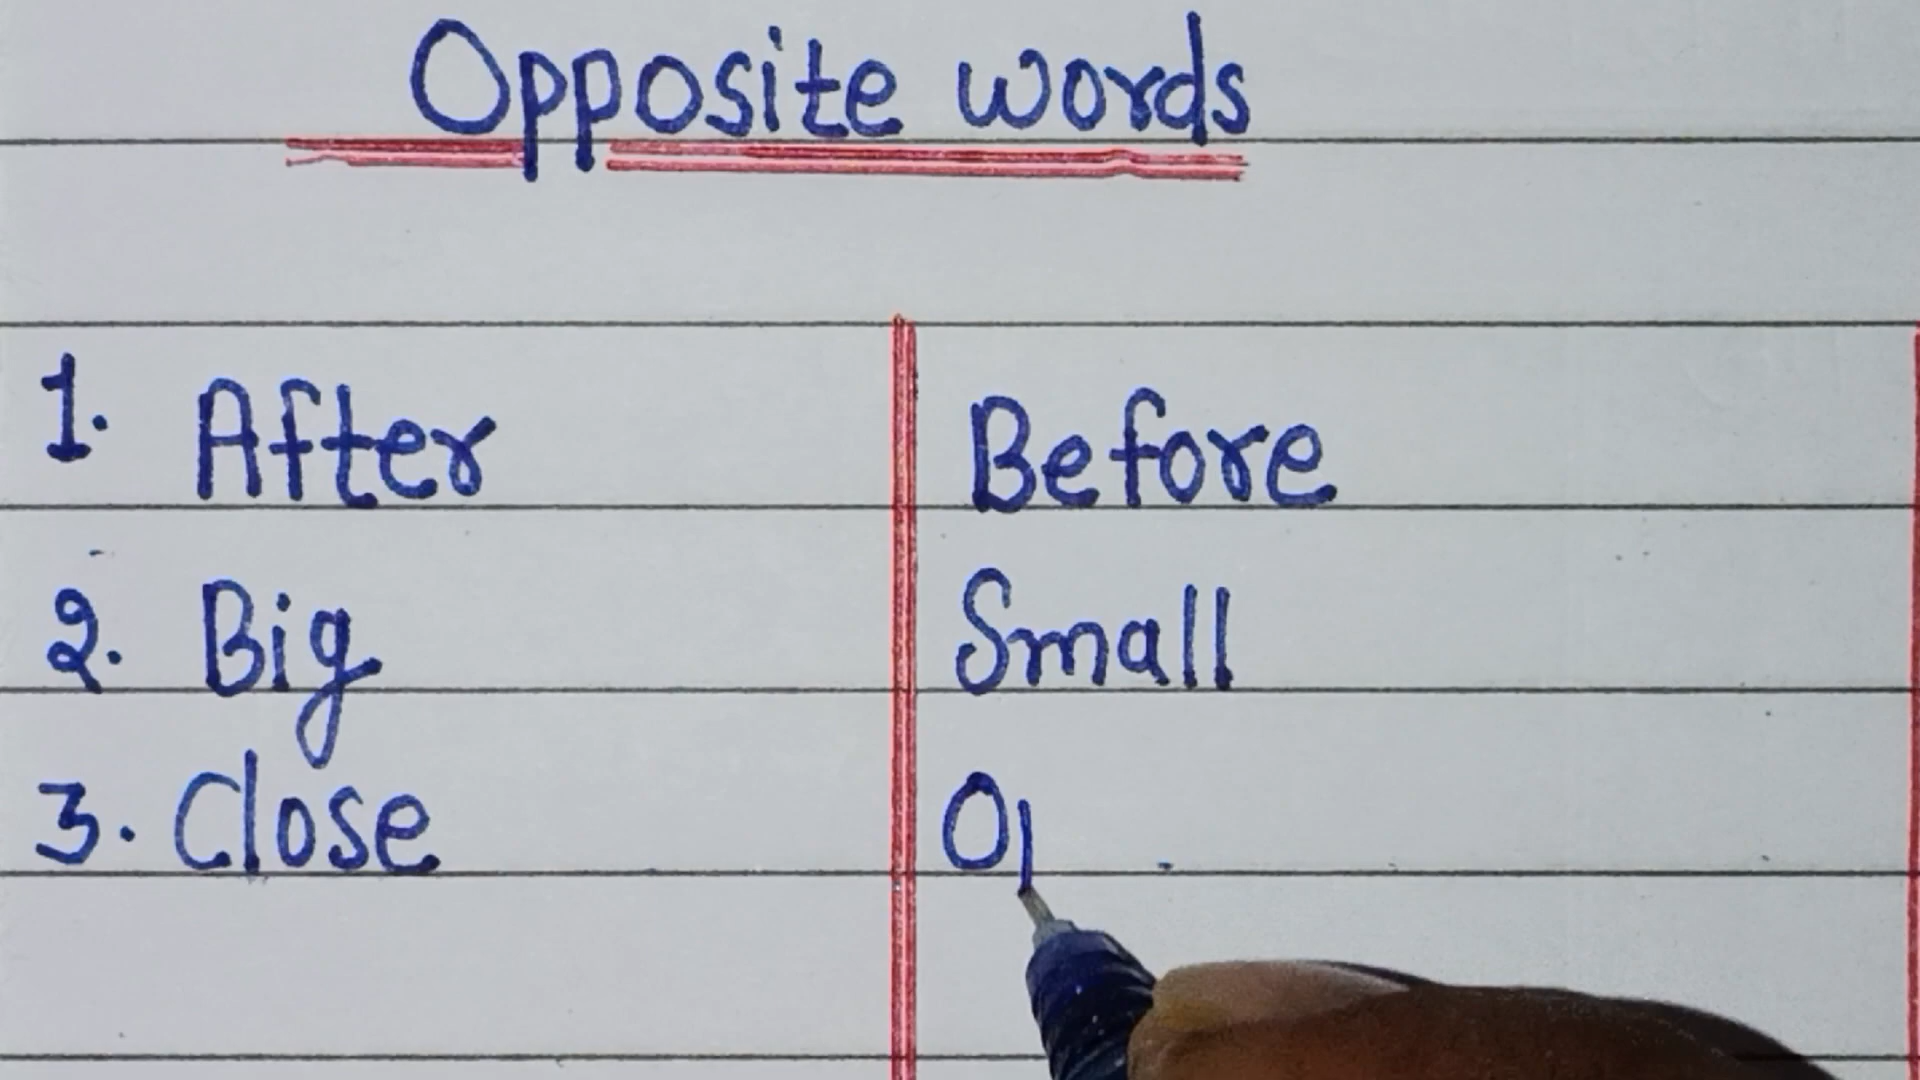 Opposite words
1. After Before
2. Big Small
3. Close O